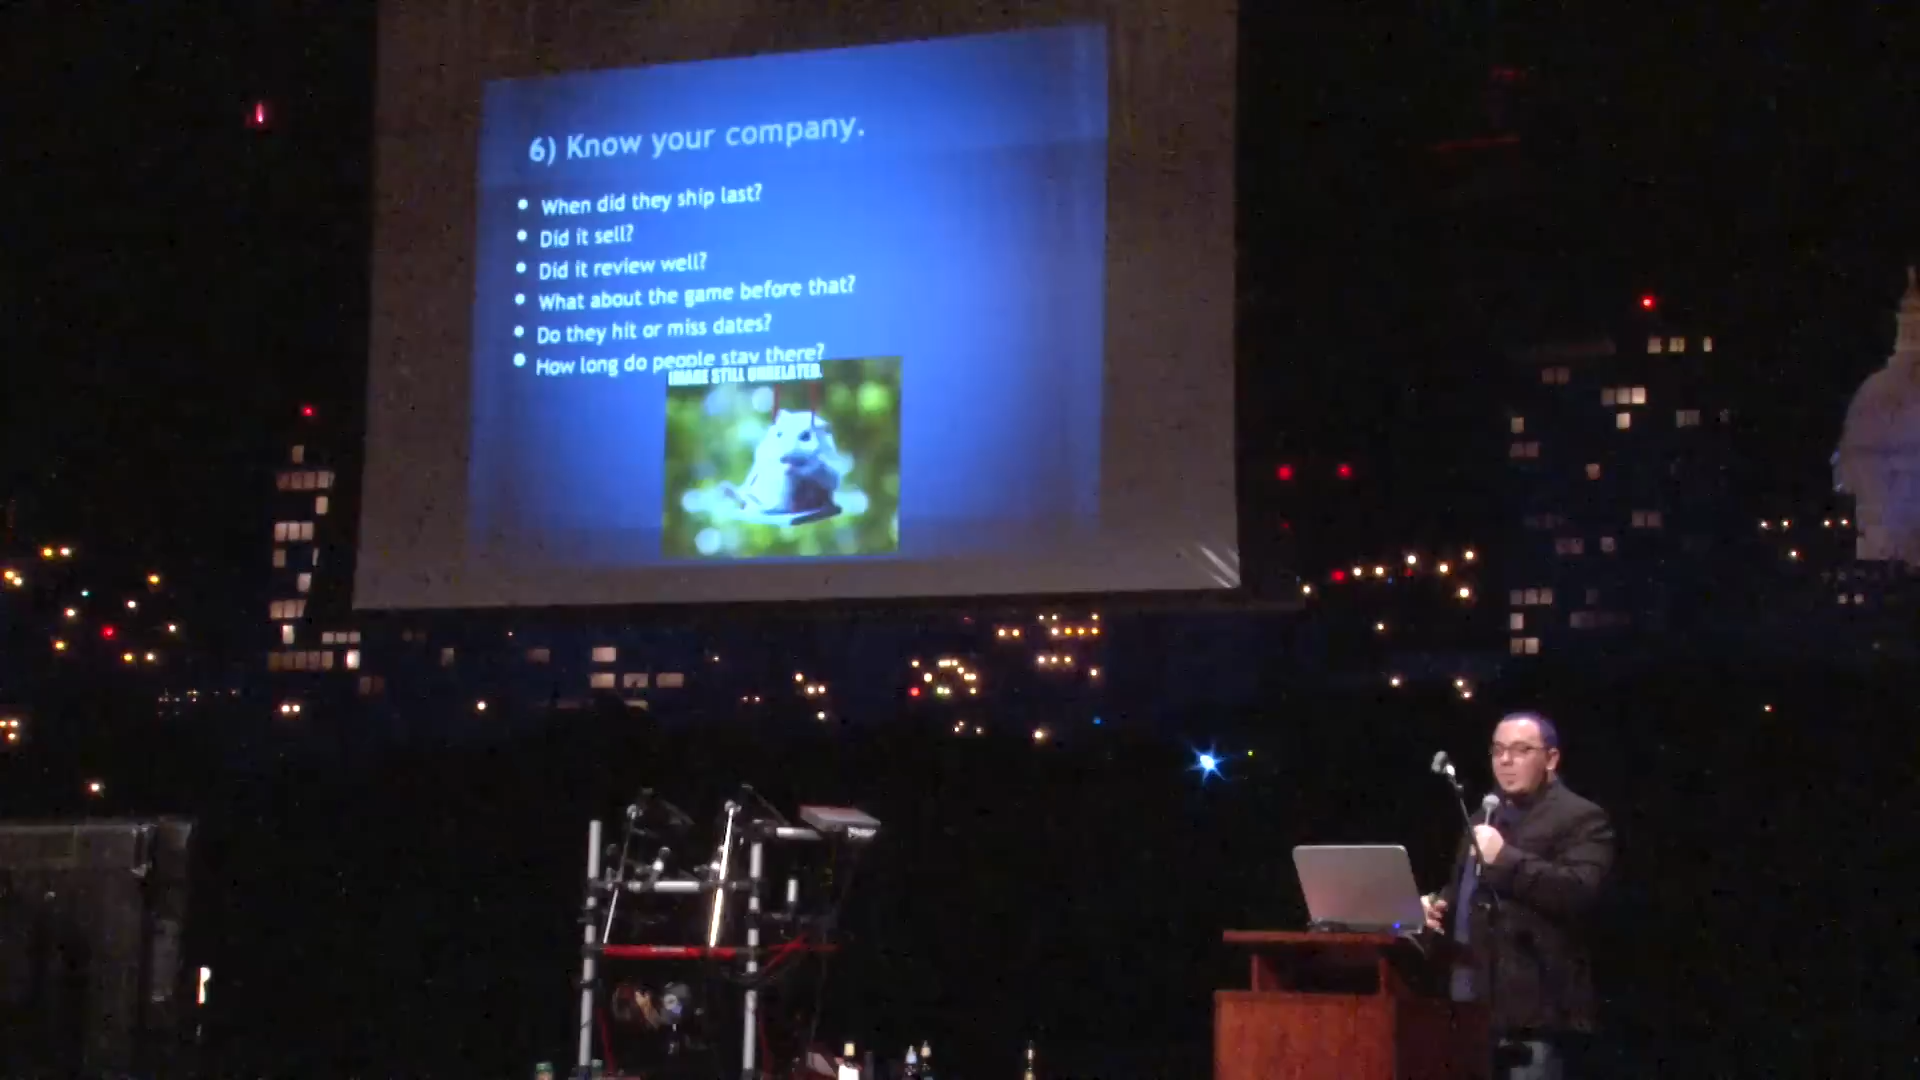 6) Know your company.
• When did they ship last?
• Did it sell?
• Did it review well?
• What about the game before that?
• Do they hit or miss dates?
• How long do people stay there?
IMAGE STILL UNRELATED.